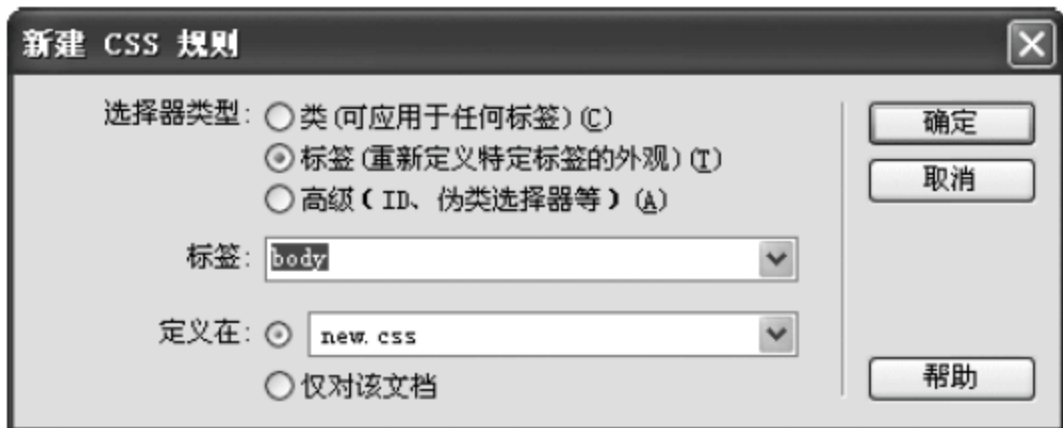 新建 CSS 规则
选择器类型: 类(可应用于任何标签)(C) 确定
标签(重新定义特定标签的外观)(T) 取消
高级(ID、伪类选择器等)(A)
标签: body
定义在: new.css
仅对该文档 帮助